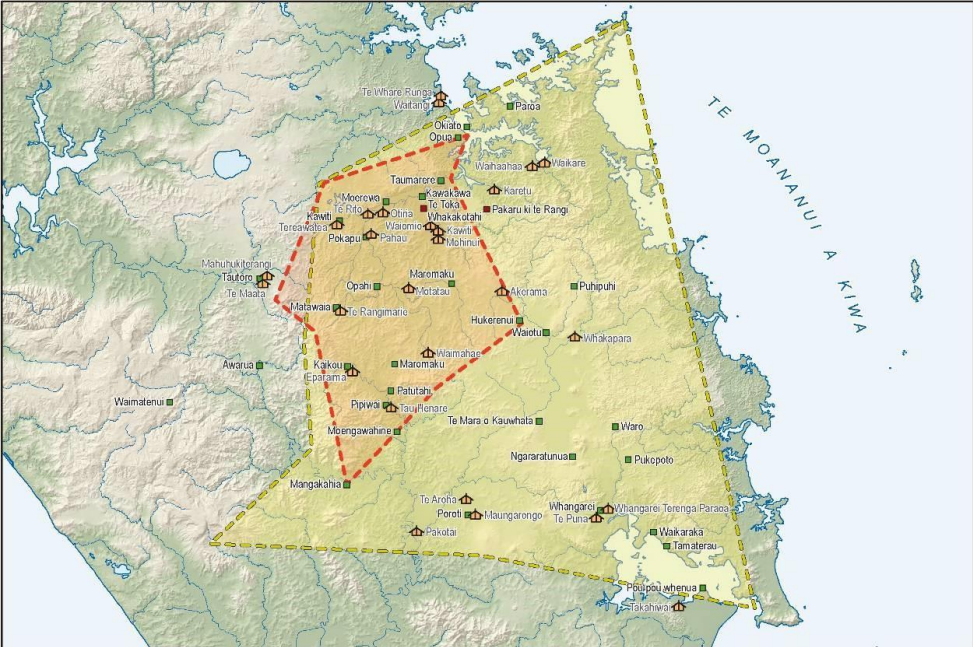 Te Whare Runga
Waitangi
Paroa
Okiato
Opua
TE MOANANUI A KIWA
Waihaahaa
Waikare
Taumarere
Karetu
Moerewa
Kawakawa
Te Rito
Otiria
Te Toka
Whakakotahi
Pakaru ki te Rangi
Kawiti
Tereawatea
Waiomio
Kawiti
Mohinui
Pokapu
Pahau
Mahuhukiterangi
Tautoro
Te Maata
Maromaku
Opahi
Motatau
Akerama
Puhipuhi
Matawaia
Te Rangimarie
Hukerenui
Waiotu
Whakapara
Waimahae
Awarua
Kaikou
Eparaima
Maromaku
Waimatenui
Patutahi
Pipiwai
Tau Henare
Moengawahine
Te Mara o Kauwhata
Waro
Ngararatunua
Pukepoto
Mangakahia
Te Aroha
Poroti
Maungarongo
Whangarei
Whangarei Terenga Paraoa
Te Puna
Pakotai
Waikaraka
Tamaterau
Poupou whenua
Takahiwai